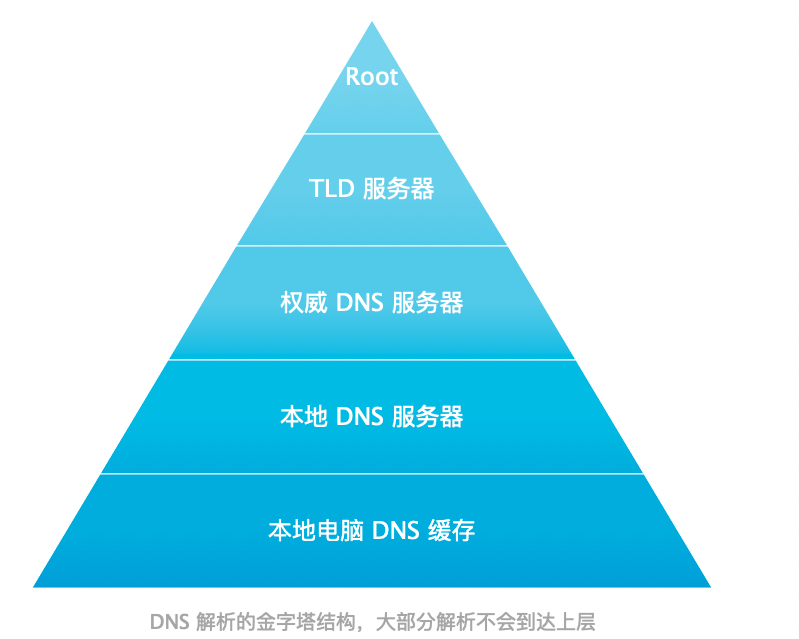 Root
TLD 服务器
权威 DNS 服务器
本地 DNS 服务器
本地电脑 DNS 缓存
DNS 解析的金字塔结构，大部分解析不会到达上层